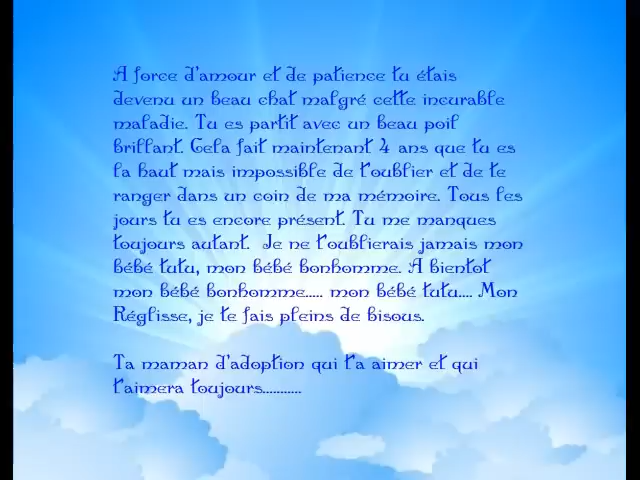 A force d'amour et de patience tu étais
devenu un beau chat malgré cette incurable
maladie. Tu es partit avec un beau poil
brillant. Cela fait maintenant 4 ans que tu es
la haut mais impossible de t'oublier et de te
ranger dans un coin de ma mémoire. Tous les
jours tu es encore présent. Tu me manques
toujours autant. Je ne t'oublierais jamais mon
bébé tutu, mon bébé bonhomme. A bientot
mon bébé bonhomme..... mon bébé tutu.... Mon
Réglisse, je te fais pleins de bisous.
Ta maman d'adoption qui t'a aimer et qui
t'aimera toujours...........